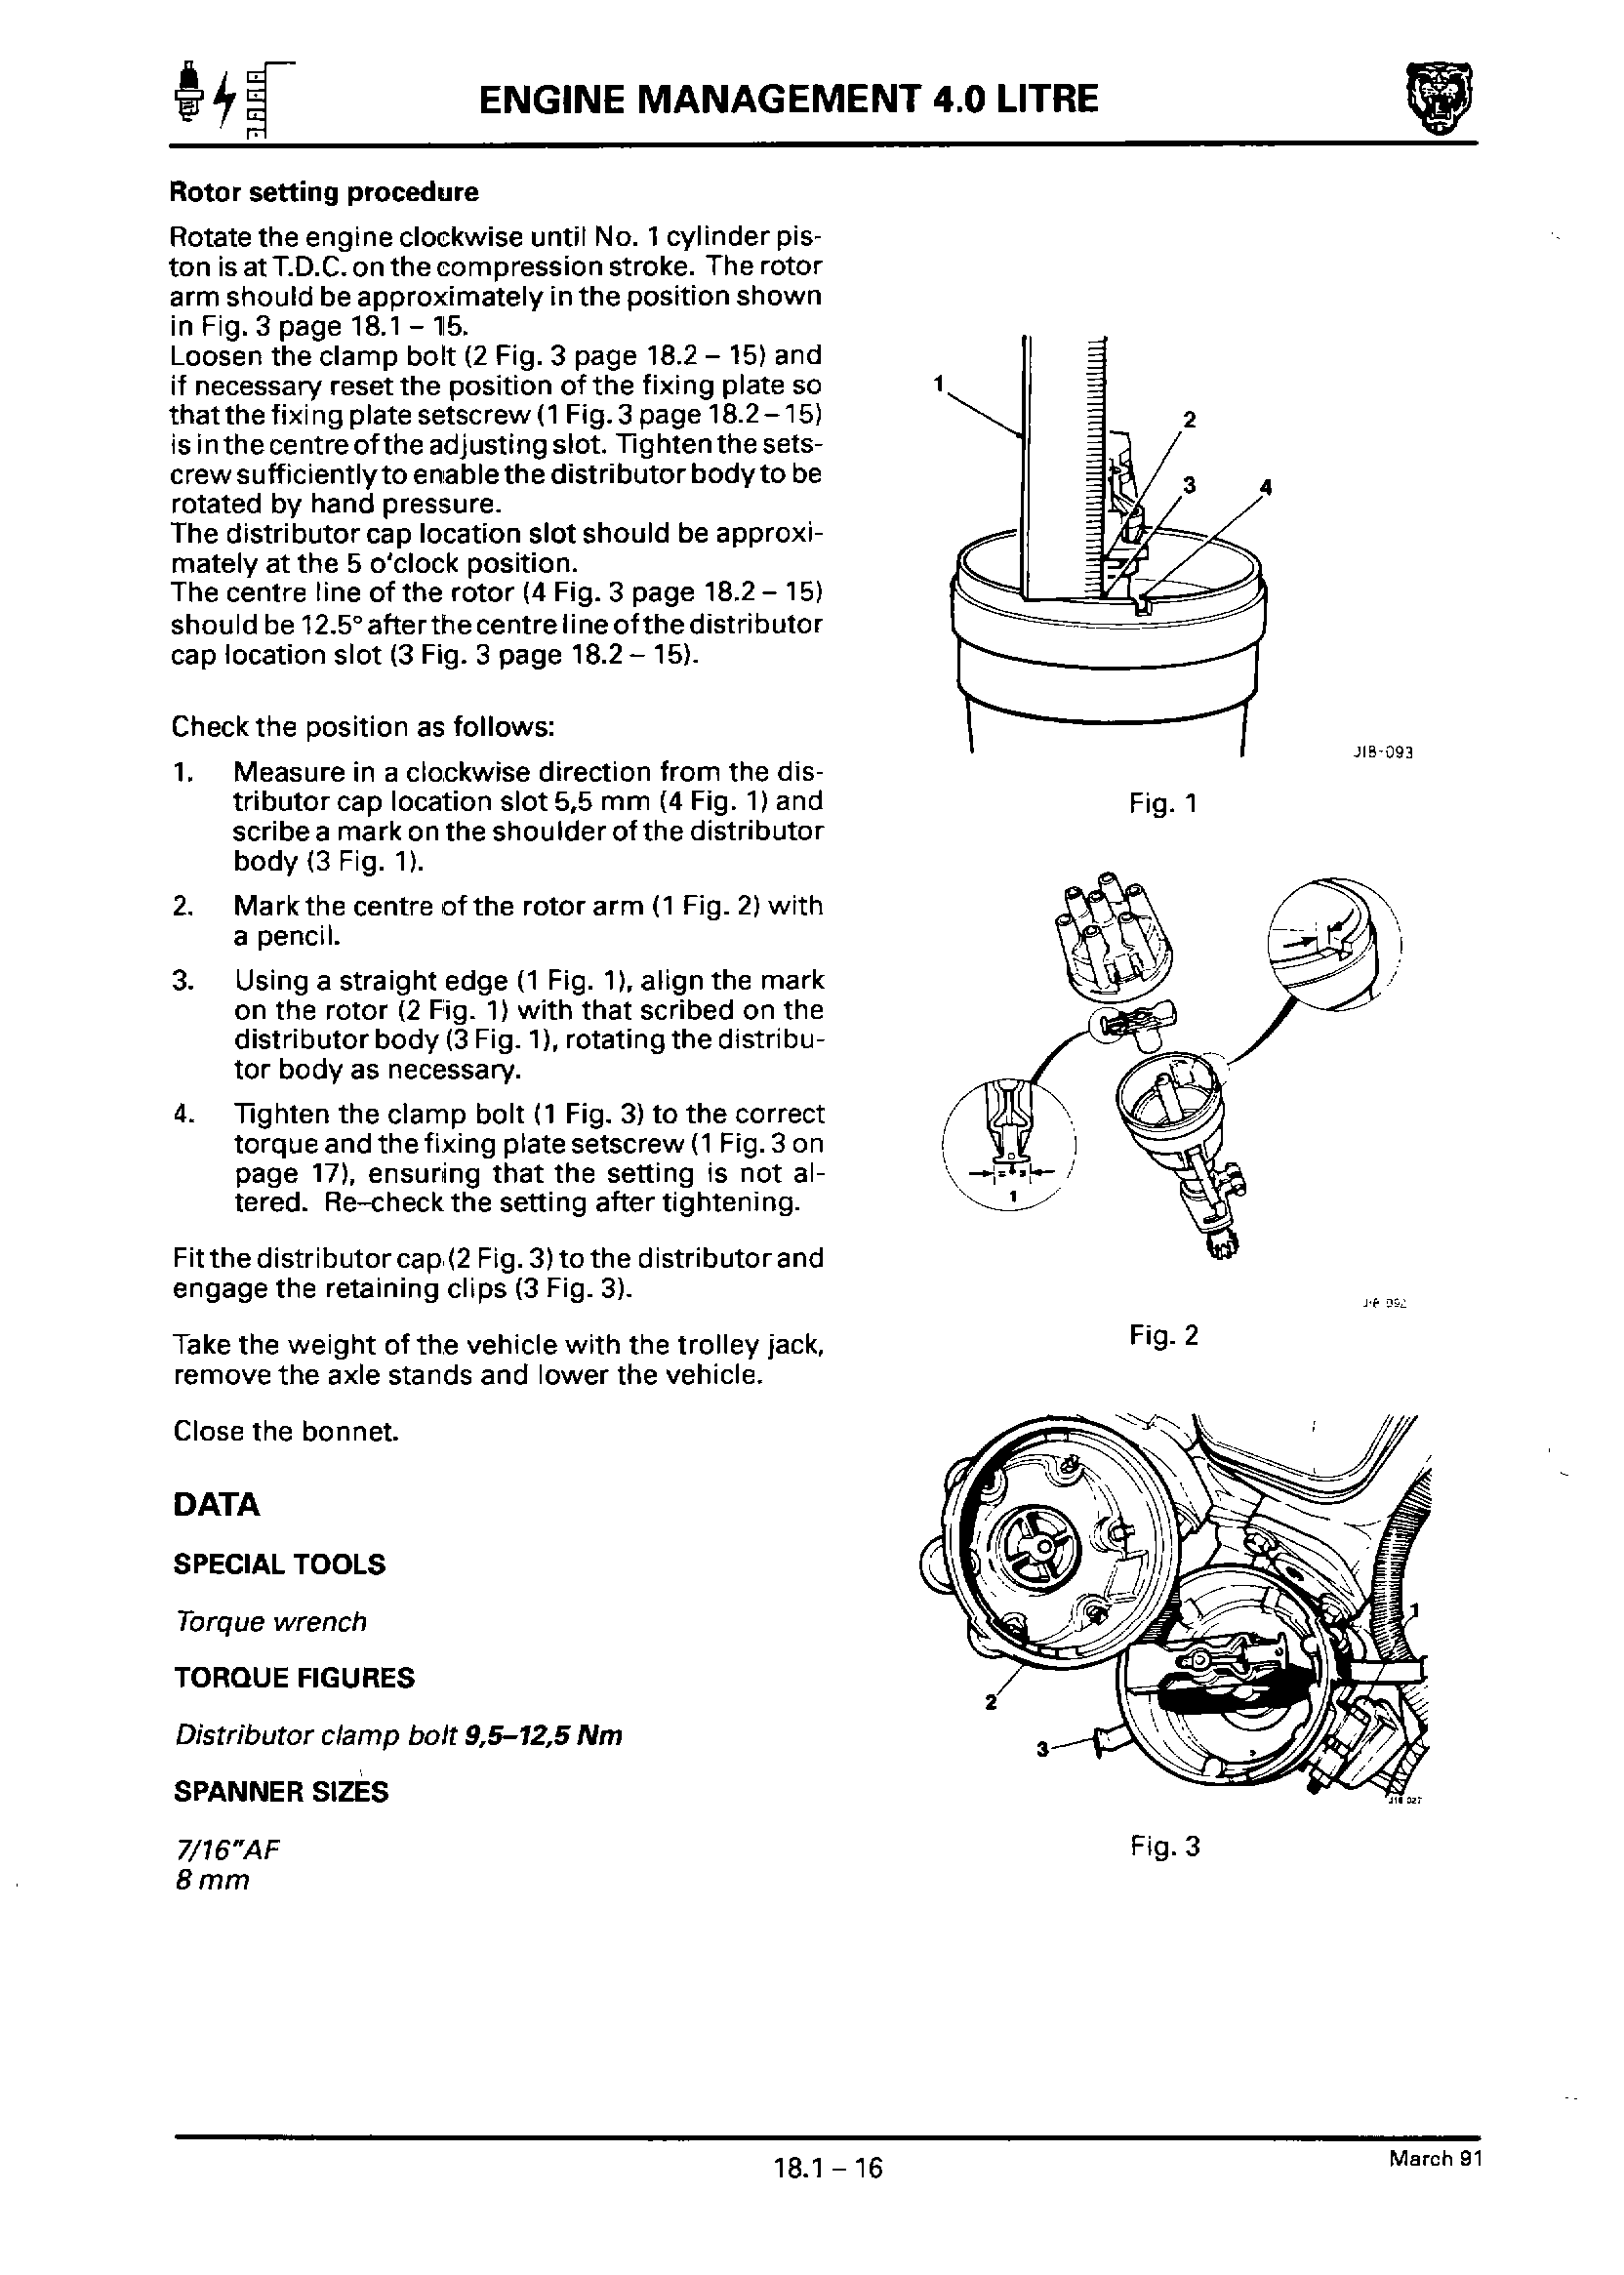 ENGINE MANAGEMENT 4.0 LITRE
Rotor setting procedure
Rotate the engine clockwise until No. 1 cylinder pis-
ton is at T.D.C. on the compression stroke. The rotor
arm should be approximately in the position shown
in Fig. 3 page 18.1 – 15.
Loosen the clamp bolt (2 Fig. 3 page 18.2 – 15) and
if necessary reset the position of the fixing plate so
that the fixing plate setscrew (1 Fig. 3 page 18.2 – 15)
is in the centre of the adjusting slot. Tighten the sets-
crew sufficiently to enable the distributor body to be
rotated by hand pressure.
The distributor cap location slot should be approxi-
mately at the 5 o'clock position.
The centre line of the rotor (4 Fig. 3 page 18.2 – 15)
should be 12.5° after the centre line of the distributor
cap location slot (3 Fig. 3 page 18.2 – 15).
Check the position as follows:
1. Measure in a clockwise direction from the dis-
tributor cap location slot 5,5 mm (4 Fig. 1) and
scribe a mark on the shoulder of the distributor
body (3 Fig. 1).
2. Mark the centre of the rotor arm (1 Fig. 2) with
a pencil.
3. Using a straight edge (1 Fig. 1), align the mark
on the rotor (2 Fig. 1) with that scribed on the
distributor body (3 Fig. 1), rotating the distribu-
tor body as necessary.
4. Tighten the clamp bolt (1 Fig. 3) to the correct
torque and the fixing plate setscrew (1 Fig. 3 on
page 17), ensuring that the setting is not al-
tered. Re–check the setting after tightening.
Fit the distributor cap (2 Fig. 3) to the distributor and
engage the retaining clips (3 Fig. 3).
Take the weight of the vehicle with the trolley jack,
remove the axle stands and lower the vehicle.
Close the bonnet.
DATA
SPECIAL TOOLS
Torque wrench
TORQUE FIGURES
Distributor clamp bolt 9,5–12,5 Nm
SPANNER SIZES
7/16"AF
8 mm
1
2
3
4
J18-093
Fig. 1
1
Fig. 2
1
2
3
J18 027
Fig. 3
18.1 – 16
March 91